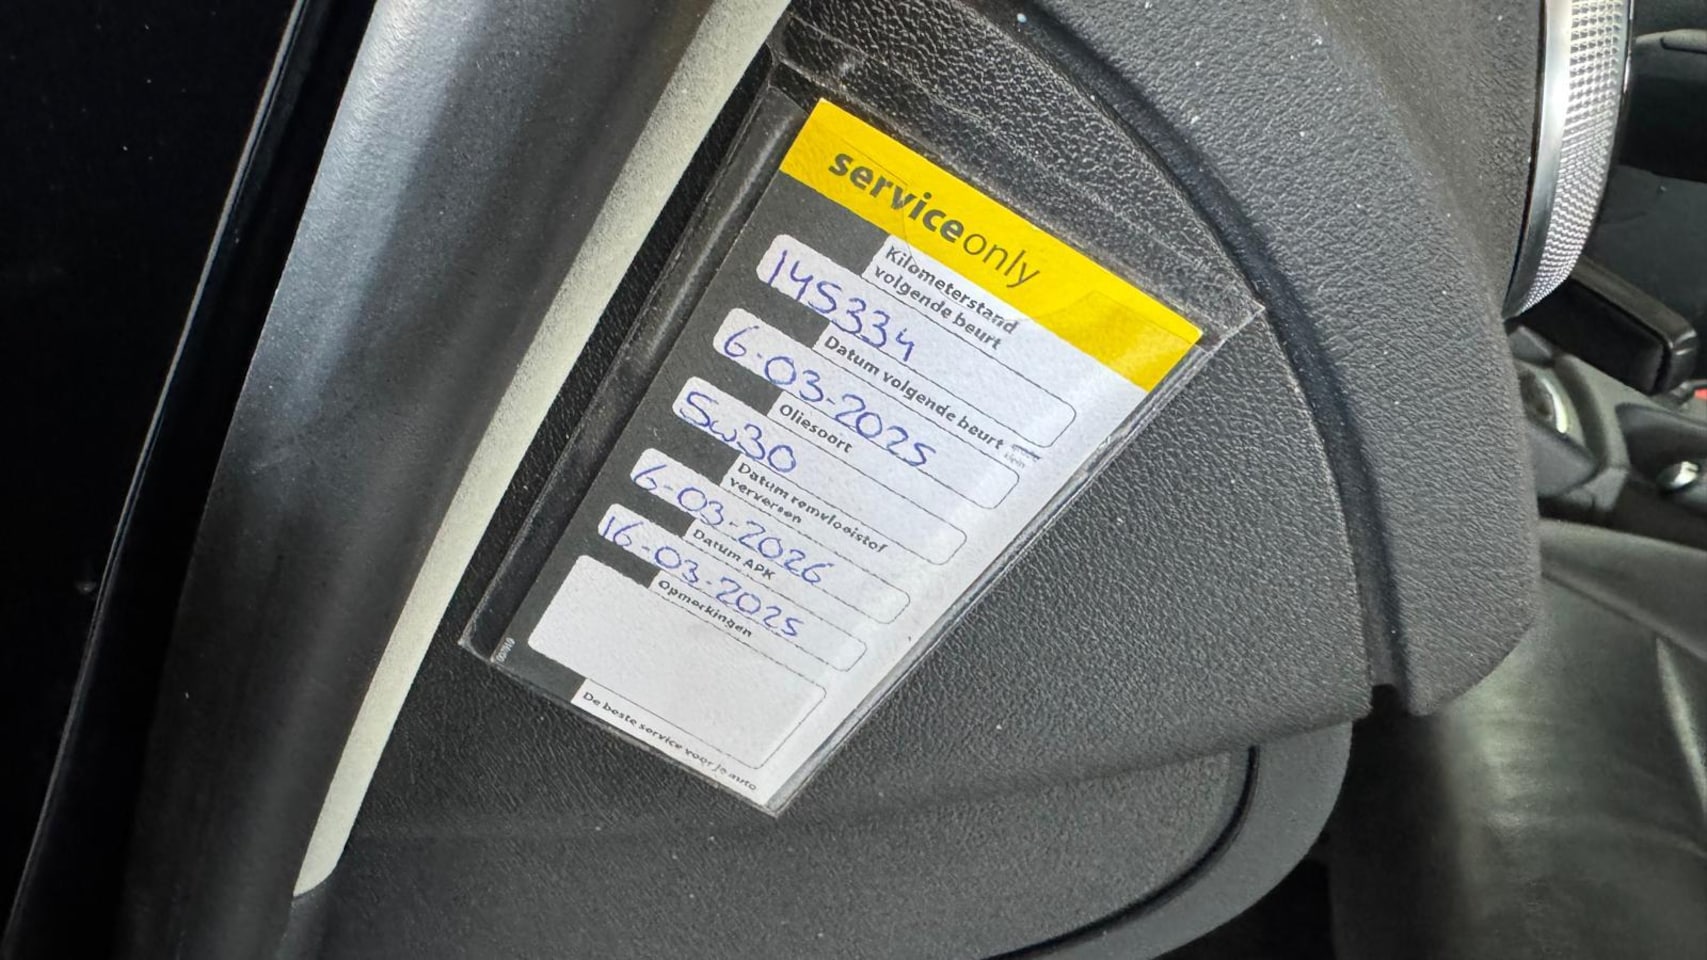 serviceonly
Kilometerstand
volgende beurt
145334
Datum volgende beurt
6-03-2025
Oliesoort
5w30
Datum remvloeistof
verversen
6-03-2026
Datum APK
16-03-2025
Opmerkingen
De beste service voor je auto